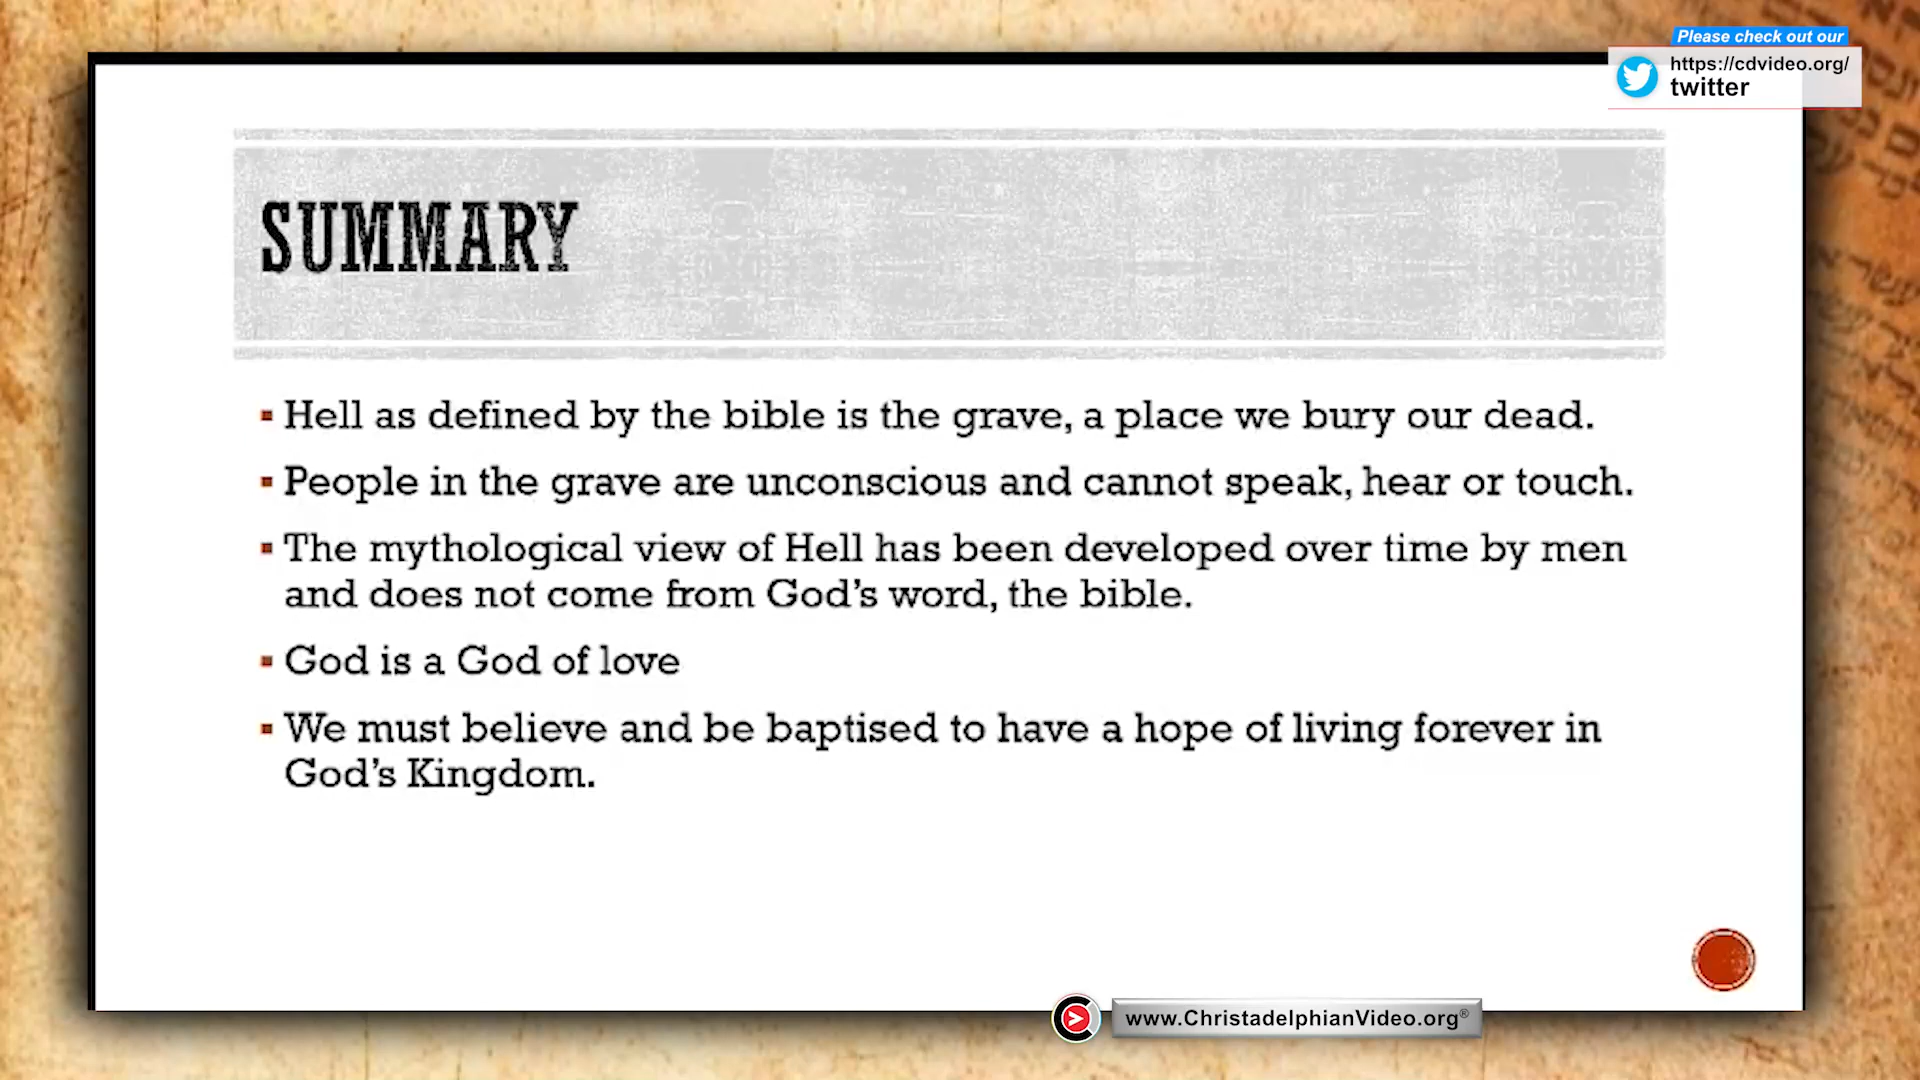 Please check out our
https://cdvideo.org/
twitter
SUMMARY
▪ Hell as defined by the bible is the grave, a place we bury our dead.
▪ People in the grave are unconscious and cannot speak, hear or touch.
▪ The mythological view of Hell has been developed over time by men
and does not come from God's word, the bible.
▪ God is a God of love
▪ We must believe and be baptised to have a hope of living forever in
God's Kingdom.
www.ChristadelphianVideo.org®